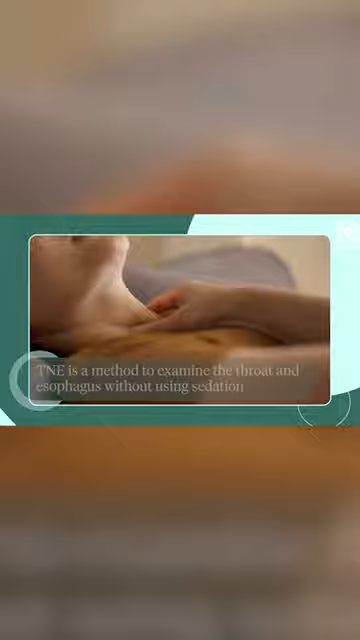 TNE is a method to examine the throat and
esophagus without using sedation